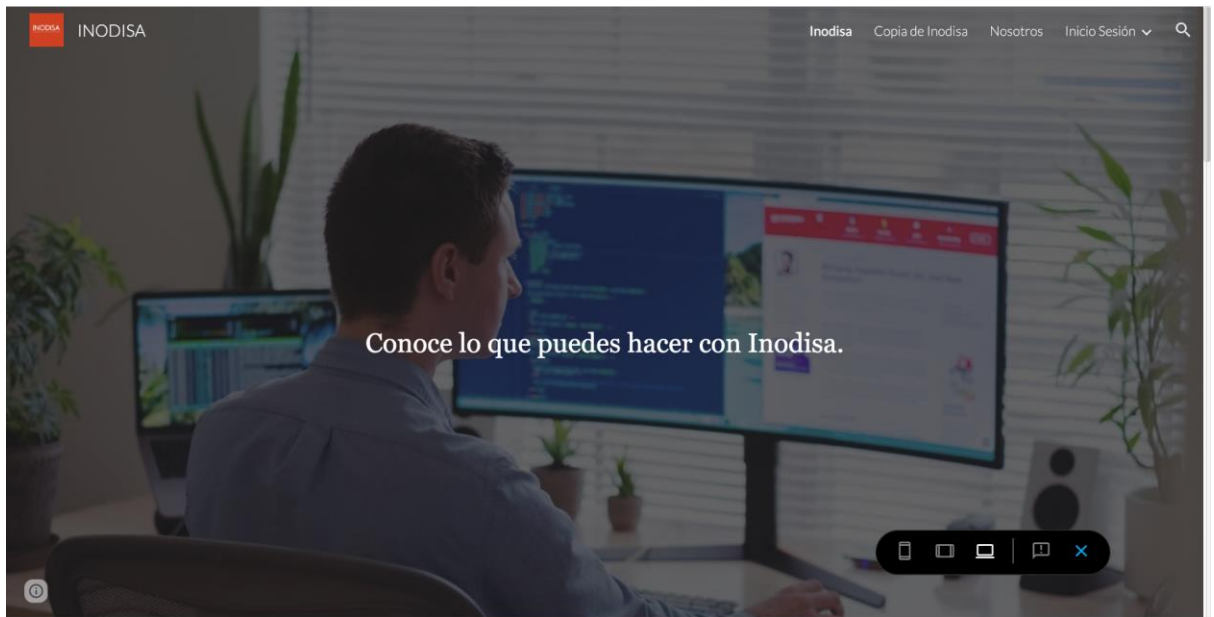 INODISA
INODISA
Inodisa
Copia de Inodisa
Nosotros
Inicio Sesión
Conoce lo que puedes hacer con Inodisa.